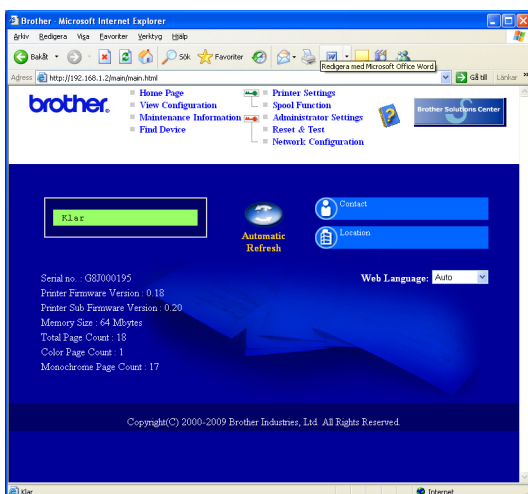 Brother - Microsoft Internet Explorer
Arkiv Redigera Visa Favoriter Verktyg Hjälp
Bakåt Sök Favoriter
Redigera med Microsoft Office Word
Adress http://192.168.1.2/main/main.html Gå till Länkar »
brother.
Home Page
View Configuration
Maintenance Information
Find Device
Printer Settings
Spool Function
Administrator Settings
Reset & Test
Network Configuration
Brother Solutions Center
Klar
Automatic
Refresh
Contact
Location
Web Language: Auto
Serial no. : G8J000195
Printer Firmware Version : 0.18
Printer Sub Firmware Version : 0.20
Memory Size : 64 Mbytes
Total Page Count : 18
Color Page Count : 1
Monochrome Page Count : 17
Copyright(C) 2000-2009 Brother Industries, Ltd. All Rights Reserved.
Klar Internet